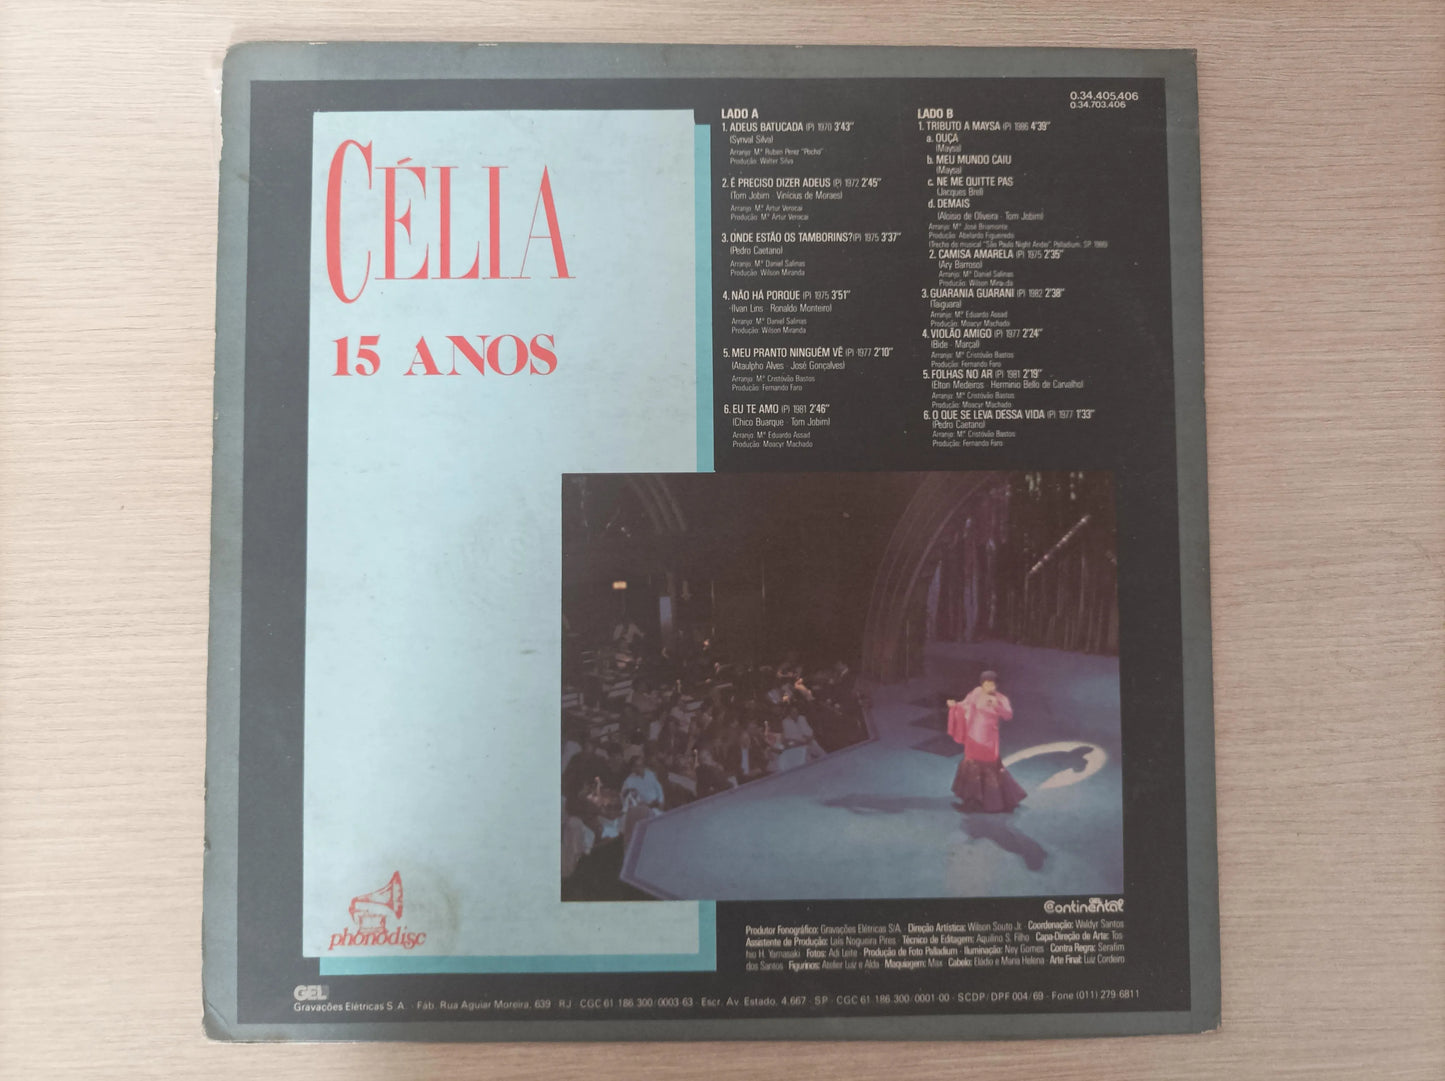 CÉLIA
15 ANOS
phonodisc
0.34.405.406
0.34.703.406
LADO A
1. ADEUS BATUCADA (P) 1970 3'43"
(Synval Silva)
Arranjo: Mº Ruben Perez "Pocho"
Produção: Walter Silva
2. É PRECISO DIZER ADEUS (P) 1972 2'45"
(Tom Jobim · Vinícius de Moraes)
Arranjo: Mº Artur Verocai
Produção: Mº Artur Verocai
3. ONDE ESTÃO OS TAMBORINS? (P) 1975 3'37"
(Pedro Caetano)
Arranjo: Mº Daniel Salinas
Produção: Wilson Miranda
4. NÃO HÁ PORQUE (P) 1975 3'51"
(Ivan Lins · Ronaldo Monteiro)
Arranjo: Mº Daniel Salinas
Produção: Wilson Miranda
5. MEU PRANTO NINGUÉM VÊ (P) 1977 2'10"
(Ataulpho Alves · José Gonçalves)
Arranjo: Mº Cristóvão Bastos
Produção: Fernando Faro
6. EU TE AMO (P) 1981 2'46"
(Chico Buarque · Tom Jobim)
Arranjo: Mº Eduardo Assad
Produção: Moacyr Machado
LADO B
1. TRIBUTO A MAYSA (P) 1986 4'39"
a. OUÇA
(Maysa)
b. MEU MUNDO CAIU
(Maysa)
c. NE ME QUITTE PAS
(Jacques Brel)
d. DEMAIS
(Aloisio de Oliveira · Tom Jobim)
Arranjo: Mº José Briamonte
Produção: Abelardo Figueiredo
(Trecho do musical "São Paulo Night Andar" Palladium, SP, 1986)
2. CAMISA AMARELA (P) 1975 2'35"
(Ary Barroso)
Arranjo: Mº Daniel Salinas
Produção: Wilson Miranda
3. GUARANIA GUARANI (P) 1982 2'38"
(Taiguara)
Arranjo: Mº Eduardo Assad
Produção: Moacyr Machado
4. VIOLÃO AMIGO (P) 1977 2'24"
(Bide · Marçal)
Arranjo: Mº Cristóvão Bastos
Produção: Fernando Faro
5. FOLHAS NO AR (P) 1981 2'19"
(Elton Medeiros · Herminio Bello de Carvalho)
Arranjo: Mº Cristóvão Bastos
Produção: Moacyr Machado
6. O QUE SE LEVA DESSA VIDA (P) 1977 1'33"
(Pedro Caetano)
Arranjo: Mº Cristóvão Bastos
Produção: Fernando Faro
GEL
Continental
Produtor Fonográfico: Gravações Elétricas S/A · Direção Artística: Wilson Souto Jr. Coordenação: Waldyr Santos
Assistente de Produção: Laís Nogueira Pires · Técnico de Editagem: Aquilino S. Filho · Capa-Direção de Arte: Tos
hio H. Yamasaki Fotos: Adi Leite · Produção de Foto Palladium · Iluminação: Ney Gomes · Contra Regra: Serafim
dos Santos · Figurinos: Atelier Luiz e Alda · Maquiagem: Max · Cabelo: Eládio e Maria Helena · Arte Final: Luiz Cordeiro
GEL
Gravações Elétricas S.A. · Fáb. Rua Aguiar Moreira, 639 · RJ · CGC 61.186.300/0003-63 · Escr. Av. Estado, 4.667 · SP · CGC 61.186.300/0001-00 · SCDP/DPF 004/69 · Fone (011) 279-6811